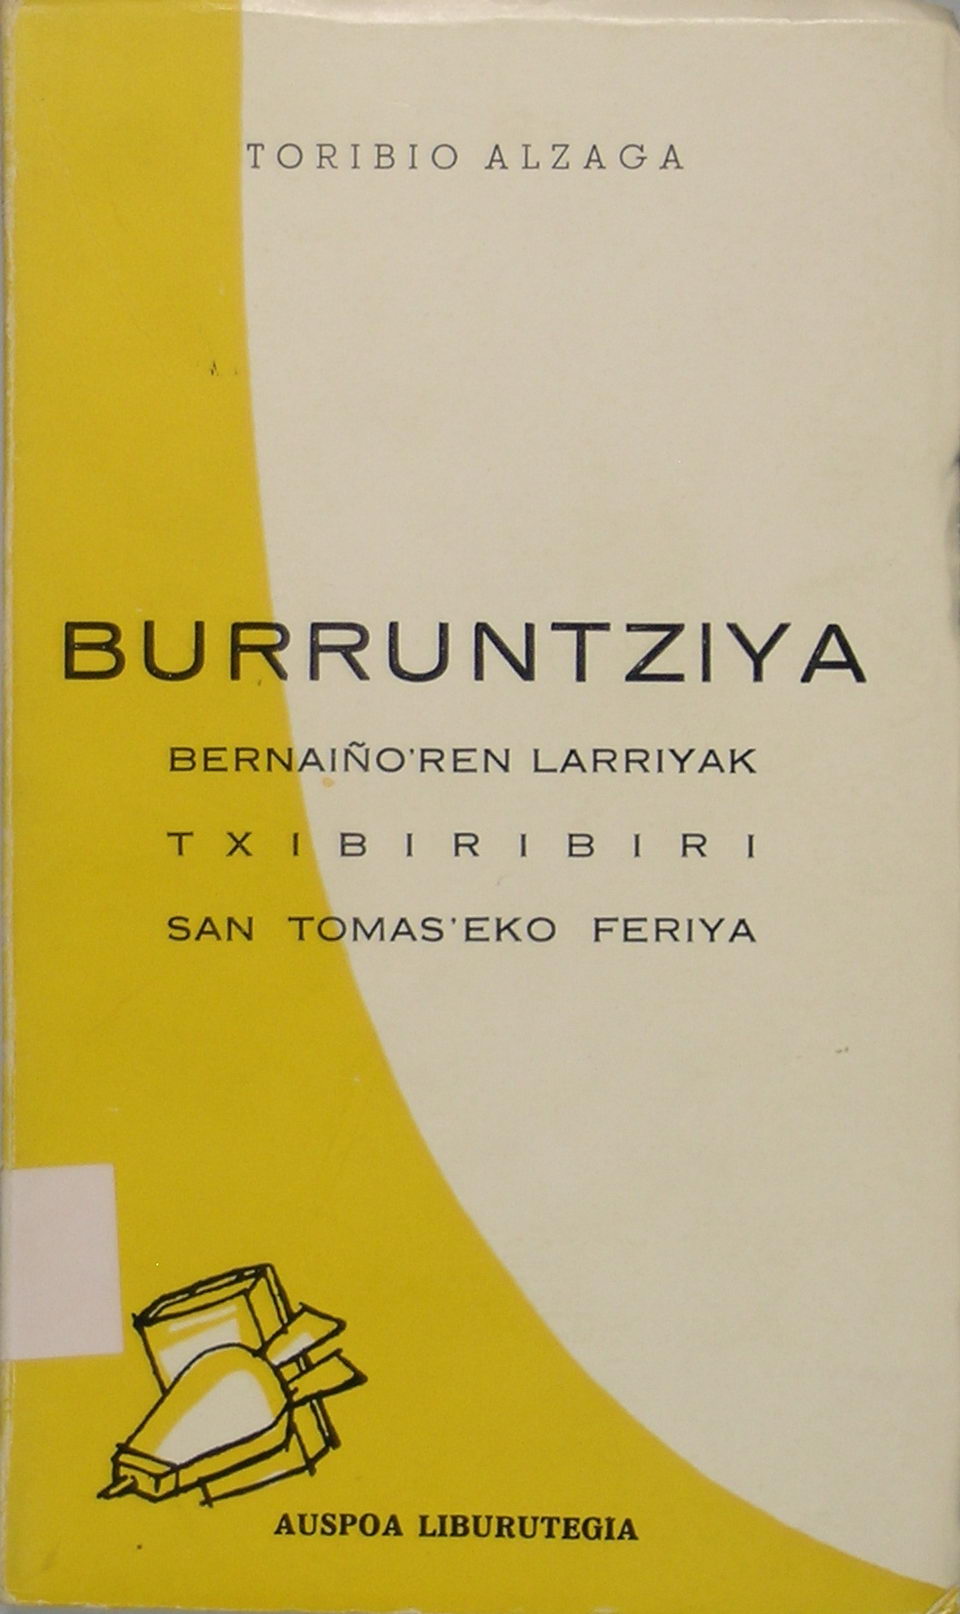 TORIBIO ALZAGA
BURRUNTZIYA
BERNAIÑO'REN LARRIYAK
TXIBIRIBIRI
SAN TOMAS'EKO FERIYA
AUSPOA LIBURUTEGIA